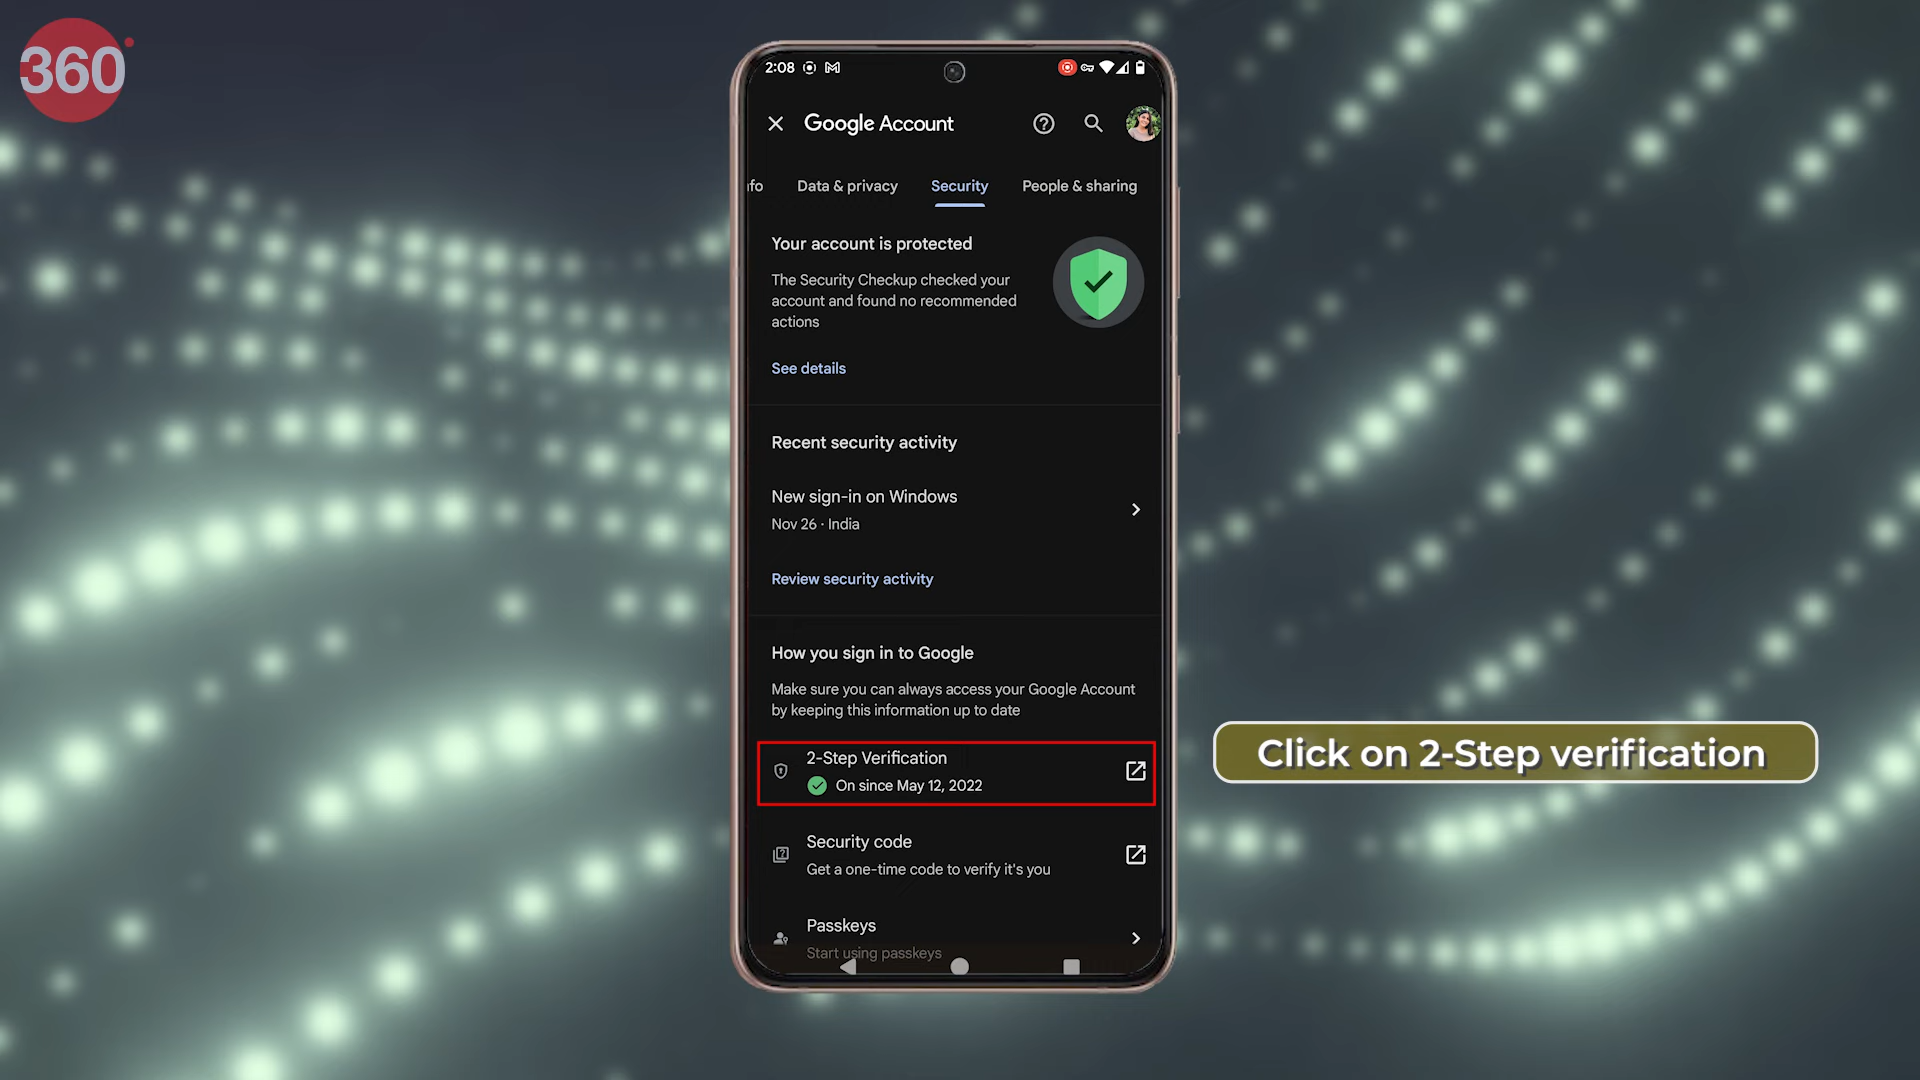 360
2:08
Google Account
nfo Data & privacy Security People & sharing
Your account is protected
The Security Checkup checked your
account and found no recommended
actions
See details
Recent security activity
New sign-in on Windows
Nov 26 · India
Review security activity
How you sign in to Google
Make sure you can always access your Google Account
by keeping this information up to date
2-Step Verification
On since May 12, 2022
Click on 2-Step verification
Security code
Get a one-time code to verify it's you
Passkeys
Start using passkeys